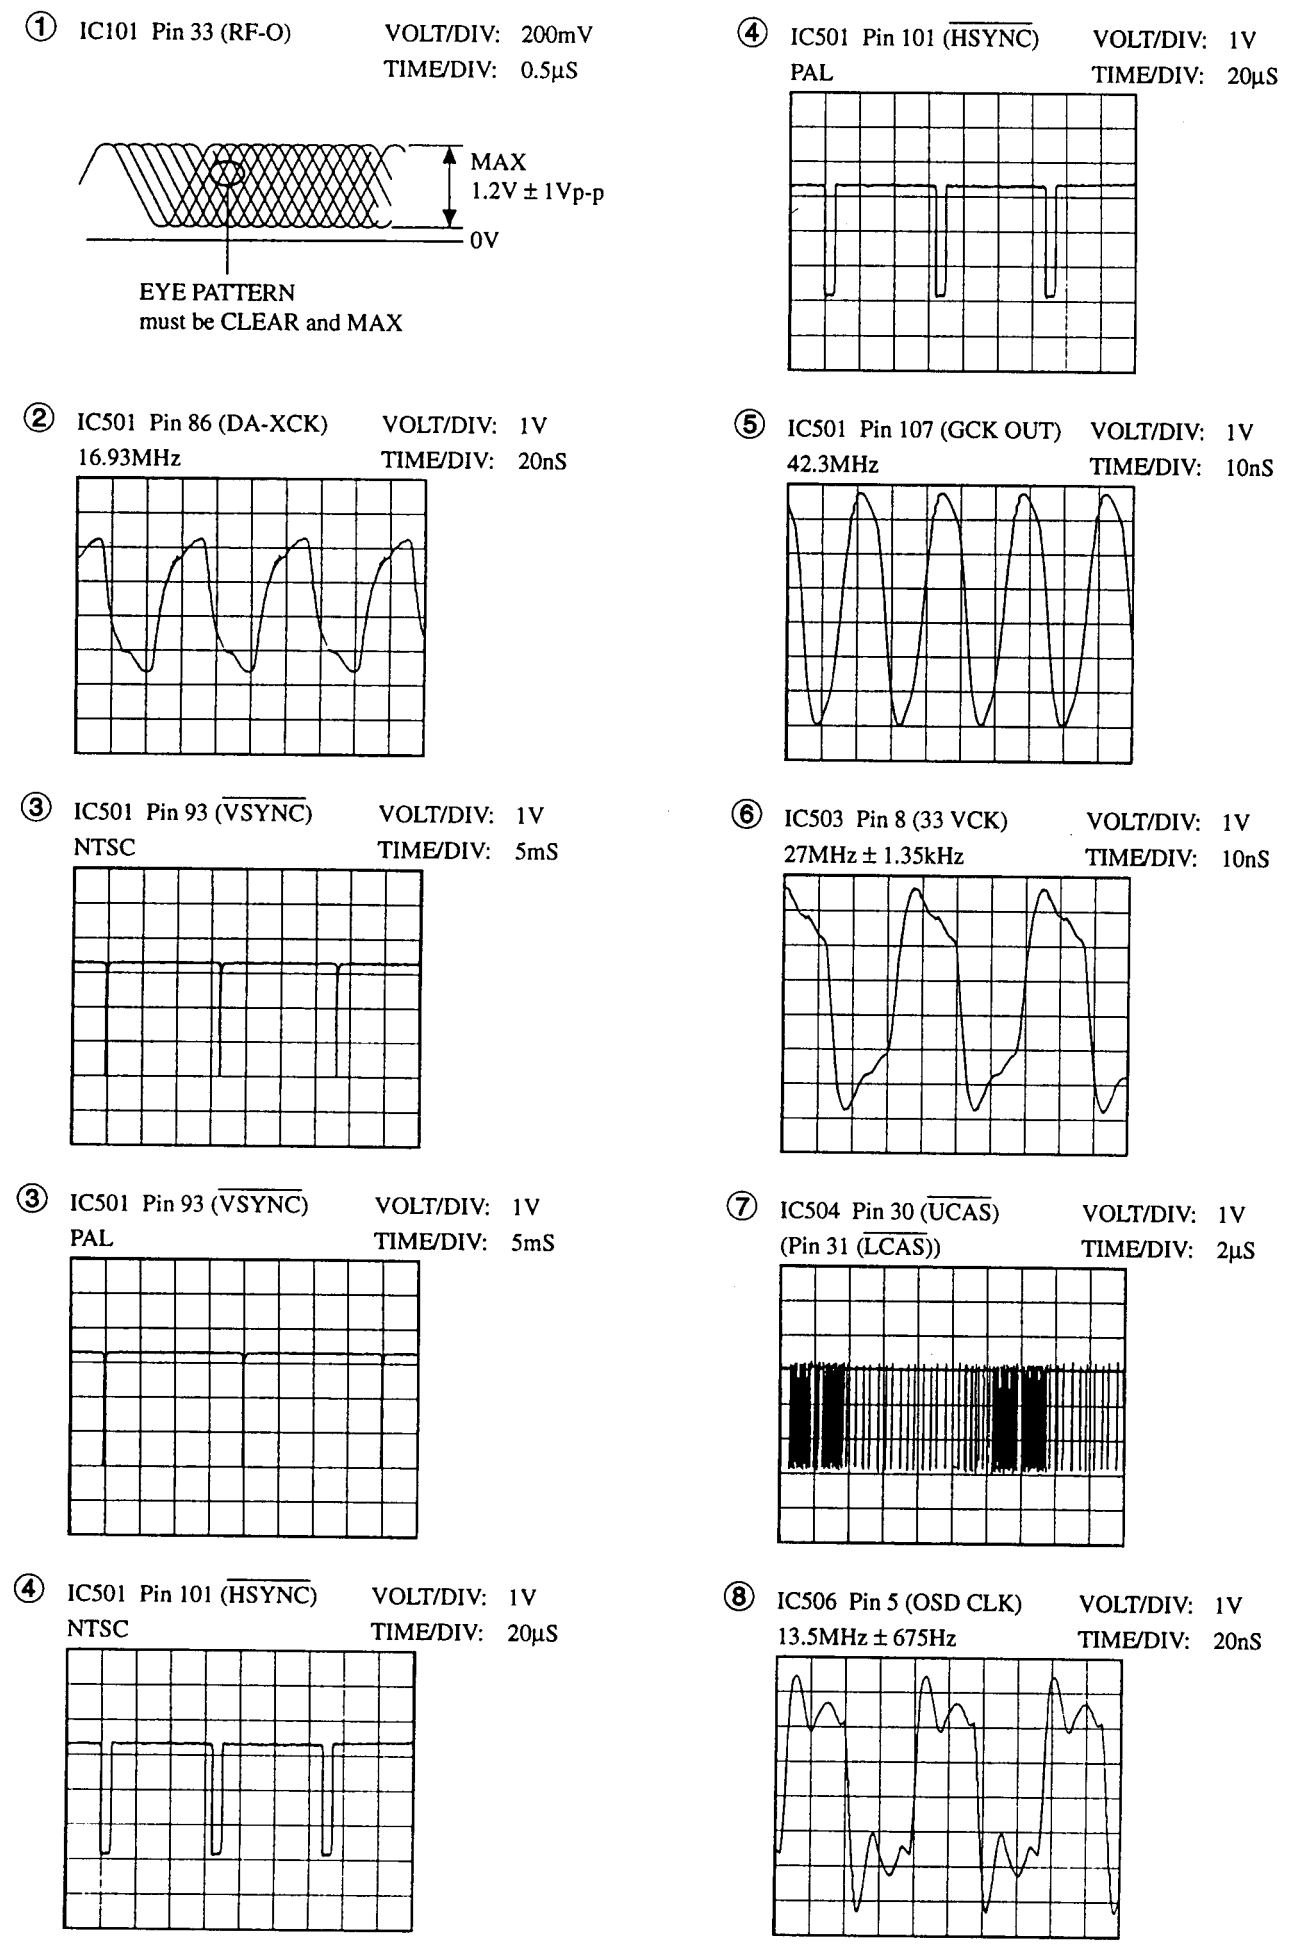 ① IC101 Pin 33 (RF-O) VOLT/DIV: 200mV
TIME/DIV: 0.5µS
MAX
1.2V ± 1Vp-p
0V
EYE PATTERN
must be CLEAR and MAX
② IC501 Pin 86 (DA-XCK) VOLT/DIV: 1V
16.93MHz TIME/DIV: 20nS
③ IC501 Pin 93 (V̅S̅Y̅N̅C̅) VOLT/DIV: 1V
NTSC TIME/DIV: 5mS
③ IC501 Pin 93 (V̅S̅Y̅N̅C̅) VOLT/DIV: 1V
PAL TIME/DIV: 5mS
④ IC501 Pin 101 (H̅S̅Y̅N̅C̅) VOLT/DIV: 1V
NTSC TIME/DIV: 20µS
④ IC501 Pin 101 (H̅S̅Y̅N̅C̅) VOLT/DIV: 1V
PAL TIME/DIV: 20µS
⑤ IC501 Pin 107 (GCK OUT) VOLT/DIV: 1V
42.3MHz TIME/DIV: 10nS
⑥ IC503 Pin 8 (33 VCK) VOLT/DIV: 1V
27MHz ± 1.35kHz TIME/DIV: 10nS
⑦ IC504 Pin 30 (U̅C̅A̅S̅) VOLT/DIV: 1V
(Pin 31 (L̅C̅A̅S̅)) TIME/DIV: 2µS
⑧ IC506 Pin 5 (OSD CLK) VOLT/DIV: 1V
13.5MHz ± 675Hz TIME/DIV: 20nS